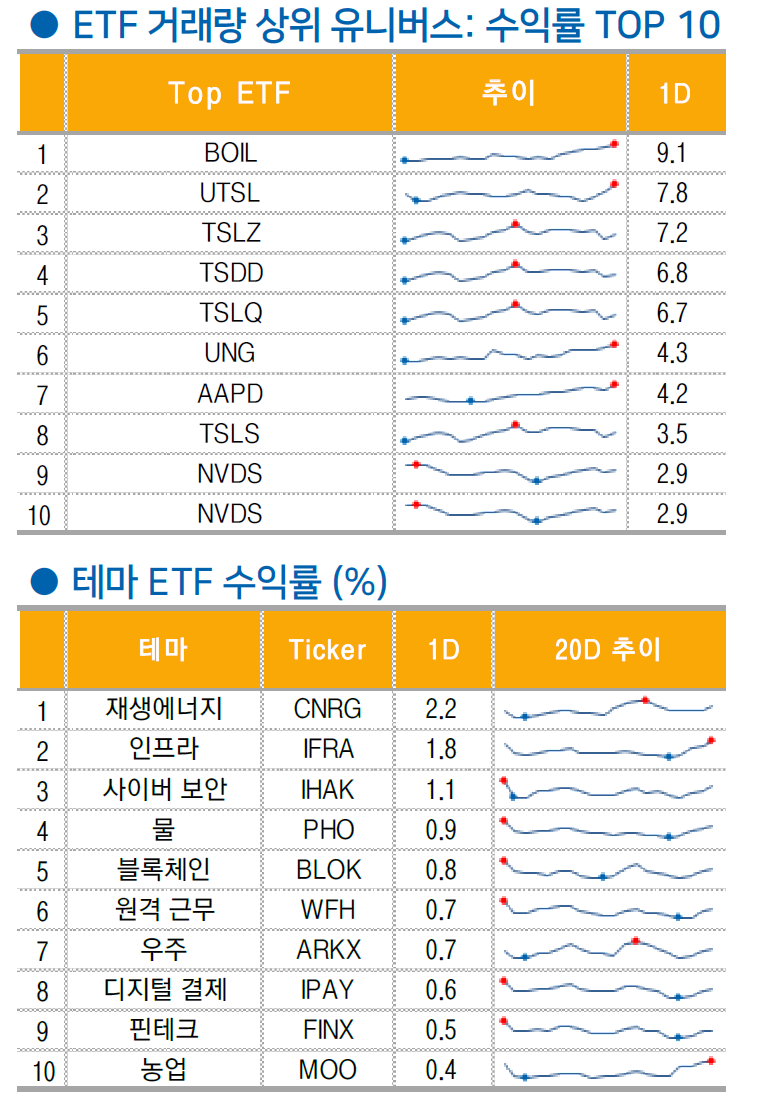 ● ETF 거래량 상위 유니버스: 수익률 TOP 10
Top ETF 추이 1D
1 BOIL 9.1
2 UTSL 7.8
3 TSLZ 7.2
4 TSDD 6.8
5 TSLQ 6.7
6 UNG 4.3
7 AAPD 4.2
8 TSLS 3.5
9 NVDS 2.9
10 NVDS 2.9
● 테마 ETF 수익률 (%)
테마 Ticker 1D 20D 추이
1 재생에너지 CNRG 2.2
2 인프라 IFRA 1.8
3 사이버 보안 IHAK 1.1
4 물 PHO 0.9
5 블록체인 BLOK 0.8
6 원격 근무 WFH 0.7
7 우주 ARKX 0.7
8 디지털 결제 IPAY 0.6
9 핀테크 FINX 0.5
10 농업 MOO 0.4